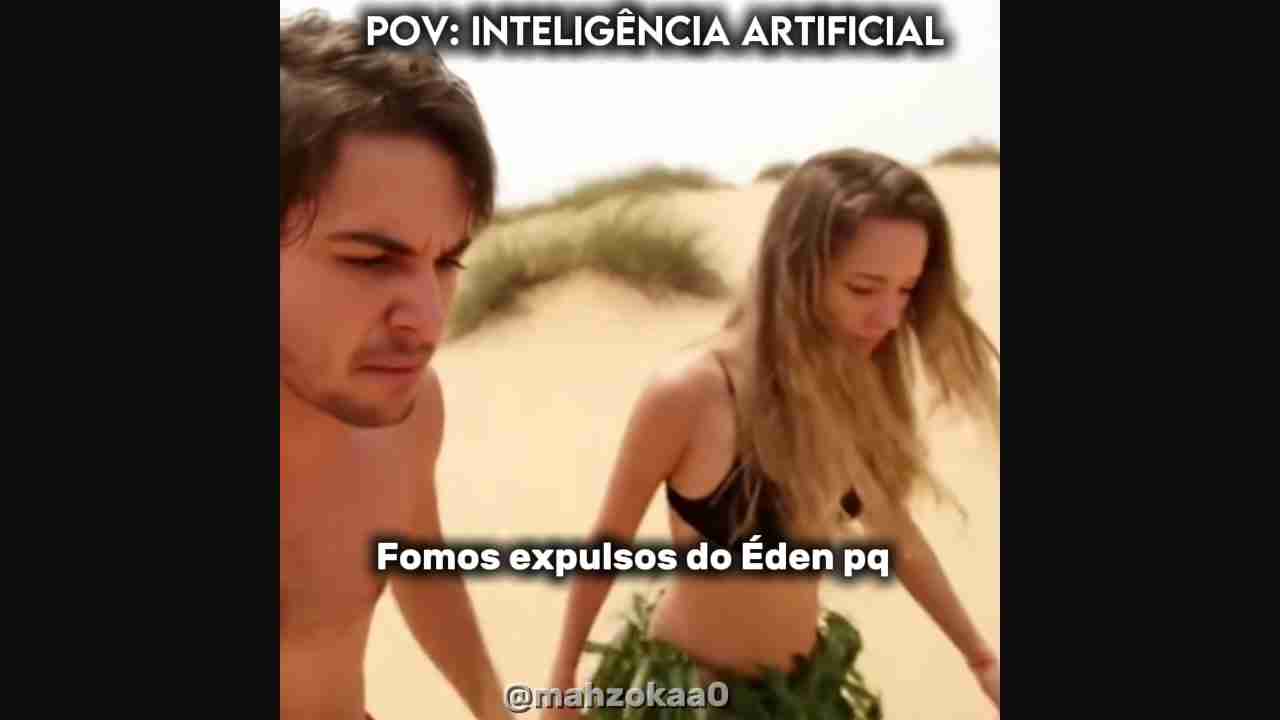 POV: INTELIGÊNCIA ARTIFICIAL
Fomos expulsos do Éden pq
@mahzokaa0